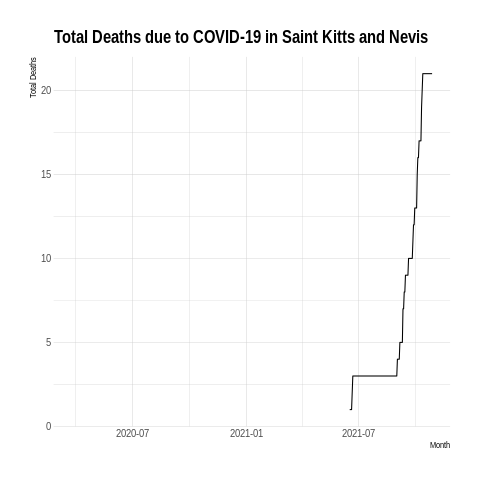 Total Deaths due to COVID-19 in Saint Kitts and Nevis
Total Deaths
20
15
10
5
0
2020-07
2021-01
2021-07
Month